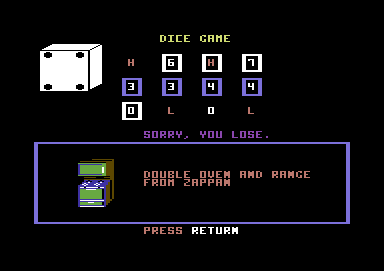 DICE GAME
H 6 H 7
3 3 4 4
0 L 0 L
SORRY, YOU LOSE.
DOUBLE OVEN AND RANGE
FROM ZAPPAM
PRESS RETURN